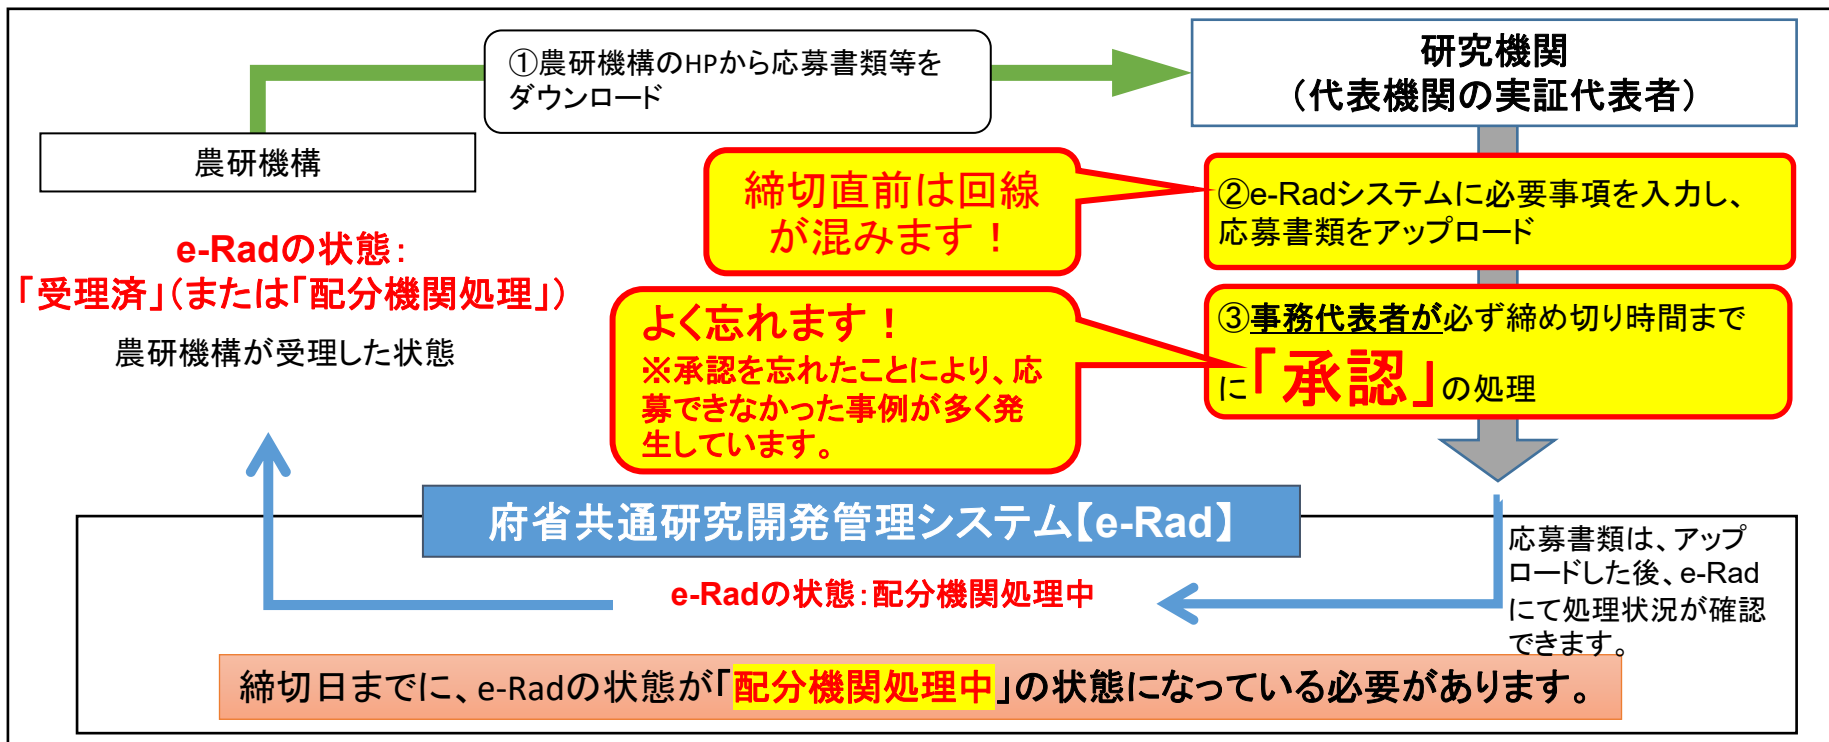 ①農研機構のHPから応募書類等を
ダウンロード
研究機関
（代表機関の実証代表者）
農研機構
締切直前は回線
が混みます！
②e-Radシステムに必要事項を入力し、
応募書類をアップロード
e-Radの状態：
「受理済」（または「配分機関処理」）
農研機構が受理した状態
よく忘れます！
※承認を忘れたことにより、応
募できなかった事例が多く発
生しています。
③事務代表者が必ず締め切り時間まで
に「承認」の処理
府省共通研究開発管理システム【e-Rad】
応募書類は、アップ
ロードした後、e-Rad
にて処理状況が確認
できます。
e-Radの状態：配分機関処理中
締切日までに、e-Radの状態が「配分機関処理中」の状態になっている必要があります。